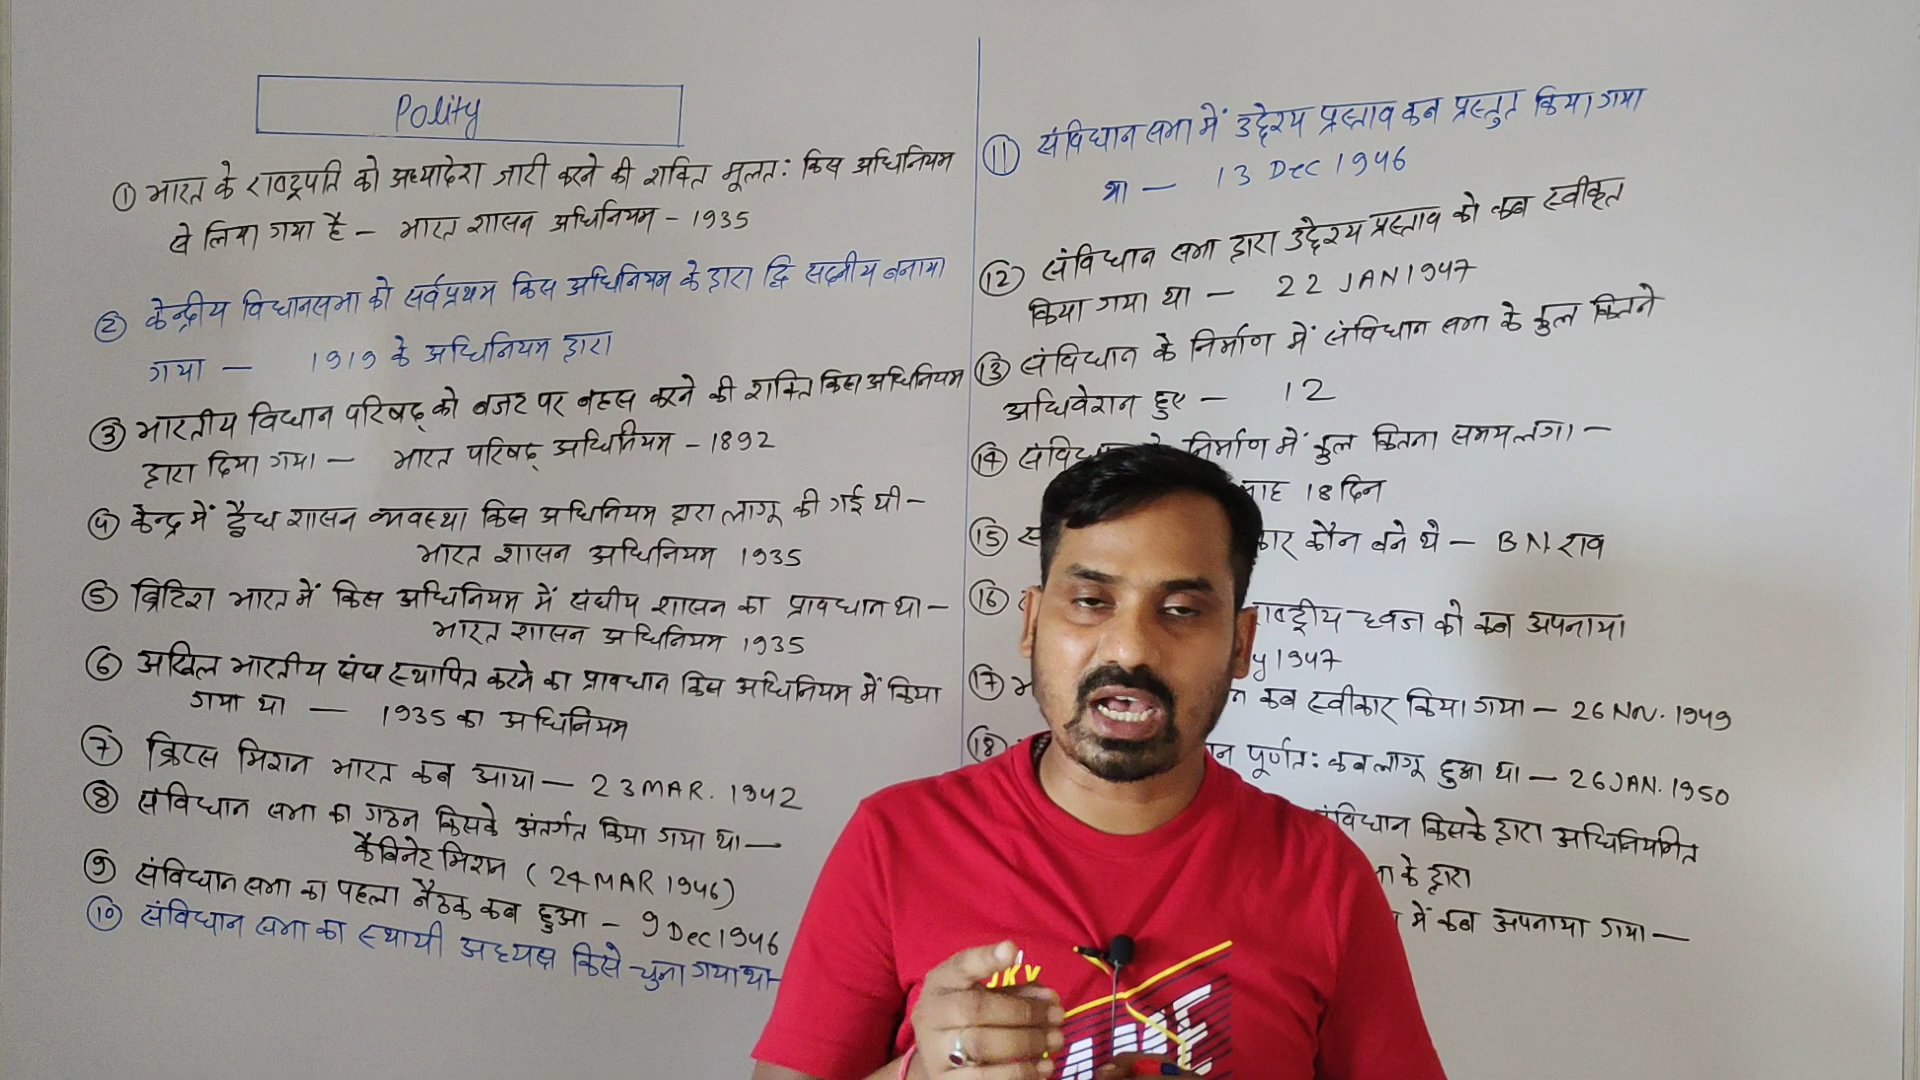 Polity
① भारत के राष्ट्रपति को अध्यादेश जारी करने की शक्ति मूलत: किस अधिनियम
से लिया गया है – भारत शासन अधिनियम – 1935
② केन्द्रीय विधानसभा को सर्वप्रथम किस अधिनियम के द्वारा द्वि सदनीय बनाया
गया – 1919 के अधिनियम द्वारा
③ भारतीय विधान परिषद् को बजट पर बहस करने की शक्ति किस अधिनियम
द्वारा दिया गया – भारत परिषद् अधिनियम – 1892
④ केन्द्र में द्वैध शासन व्यवस्था किस अधिनियम द्वारा लागू की गई थी –
भारत शासन अधिनियम 1935
⑤ ब्रिटिश भारत में किस अधिनियम में संघीय शासन का प्रावधान था –
भारत शासन अधिनियम 1935
⑥ अखिल भारतीय संघ स्थापित करने का प्रावधान किस अधिनियम में किया
गया था – 1935 का अधिनियम
⑦ क्रिप्स मिशन भारत कब आया – 23 MAR. 1942
⑧ संविधान सभा का गठन किसके अंतर्गत किया गया था –
कैबिनेट मिशन (24 MAR 1946)
⑨ संविधान सभा का पहला बैठक कब हुआ – 9 Dec 1946
⑩ संविधान सभा का स्थायी अध्यक्ष किसे चुना गया था –
⑪ संविधान सभा में उद्देश्य प्रस्ताव कब प्रस्तुत किया गया
था – 13 Dec 1946
⑫ संविधान सभा द्वारा उद्देश्य प्रस्ताव को कब स्वीकृत
किया गया था – 22 JAN 1947
⑬ संविधान के निर्माण में संविधान सभा के कुल कितने
अधिवेशन हुए – 12
⑭ निर्माण में कुल कितना समय लगा –
18 दिन
⑮ कौन बने थे – B.N. राव
⑯ राष्ट्रीय ध्वज को कब अपनाया
1947
⑰ कब स्वीकार किया गया – 26 Nov. 1949
⑱ पूर्णत: कब लागू हुआ था – 26 JAN. 1950
संविधान किसके द्वारा अधिनियमित
के द्वारा
में कब अपनाया गया –
JKV